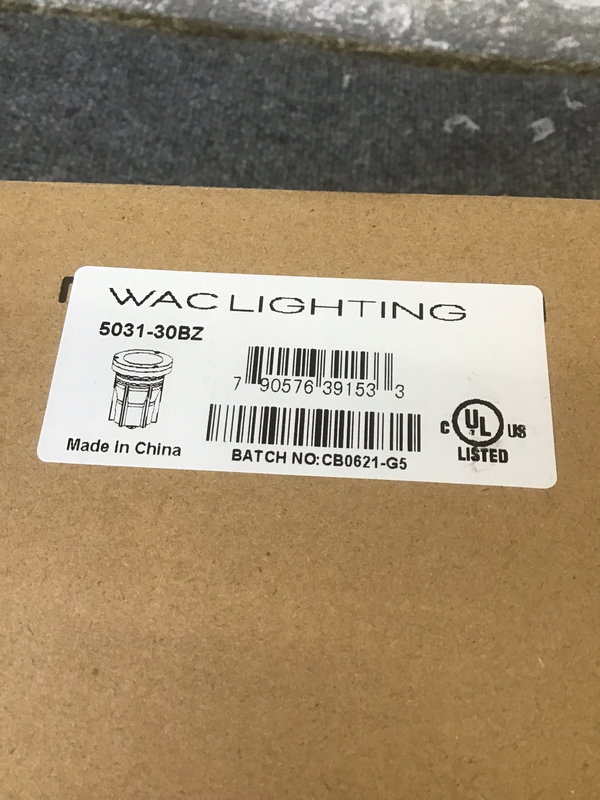 WAC LIGHTING
5031-30BZ
7 90576 39153 3
Made in China
BATCH NO:CB0621-G5
C UL US
LISTED